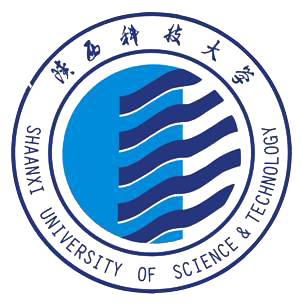 陕西科技大学
SHAANXI UNIVERSITY OF SCIENCE & TECHNOLOGY